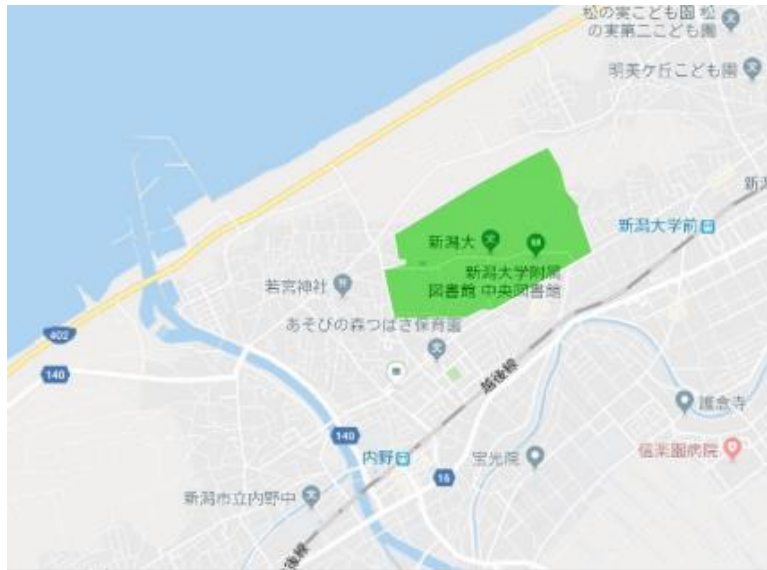 松の実こども園 松
の実第二こども園
明美ケ丘こども園
新潟大学前
新潟大
新潟大学附属
図書館 中央図書館
若宮神社
あそびの森つばさ保育園
402
140
越後線
護念寺
140
内野
宝光院
信楽園病院
16
新潟市立内野中
後線